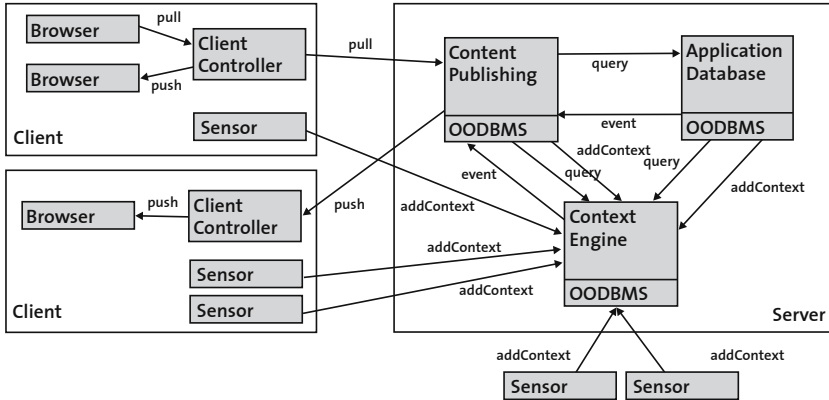 Browser
pull
Client
Controller
Browser
push
Sensor
Client
pull
Content
Publishing
OODBMS
query
Application
Database
OODBMS
event
addContext
query
query
addContext
event
push
addContext
Browser
push
Client
Controller
Sensor
Sensor
Client
addContext
addContext
Context
Engine
OODBMS
Server
addContext
addContext
Sensor
Sensor